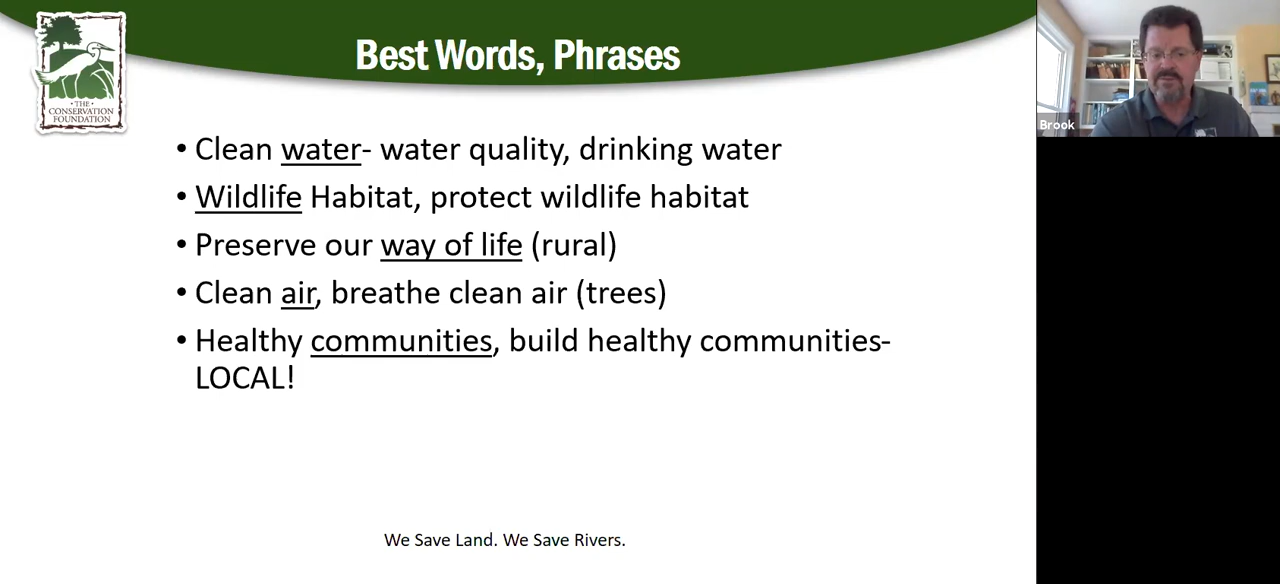 Best Words, Phrases
• THE •
CONSERVATION
FOUNDATION
Brook
• Clean water- water quality, drinking water
• Wildlife Habitat, protect wildlife habitat
• Preserve our way of life (rural)
• Clean air, breathe clean air (trees)
• Healthy communities, build healthy communities-
LOCAL!
We Save Land. We Save Rivers.